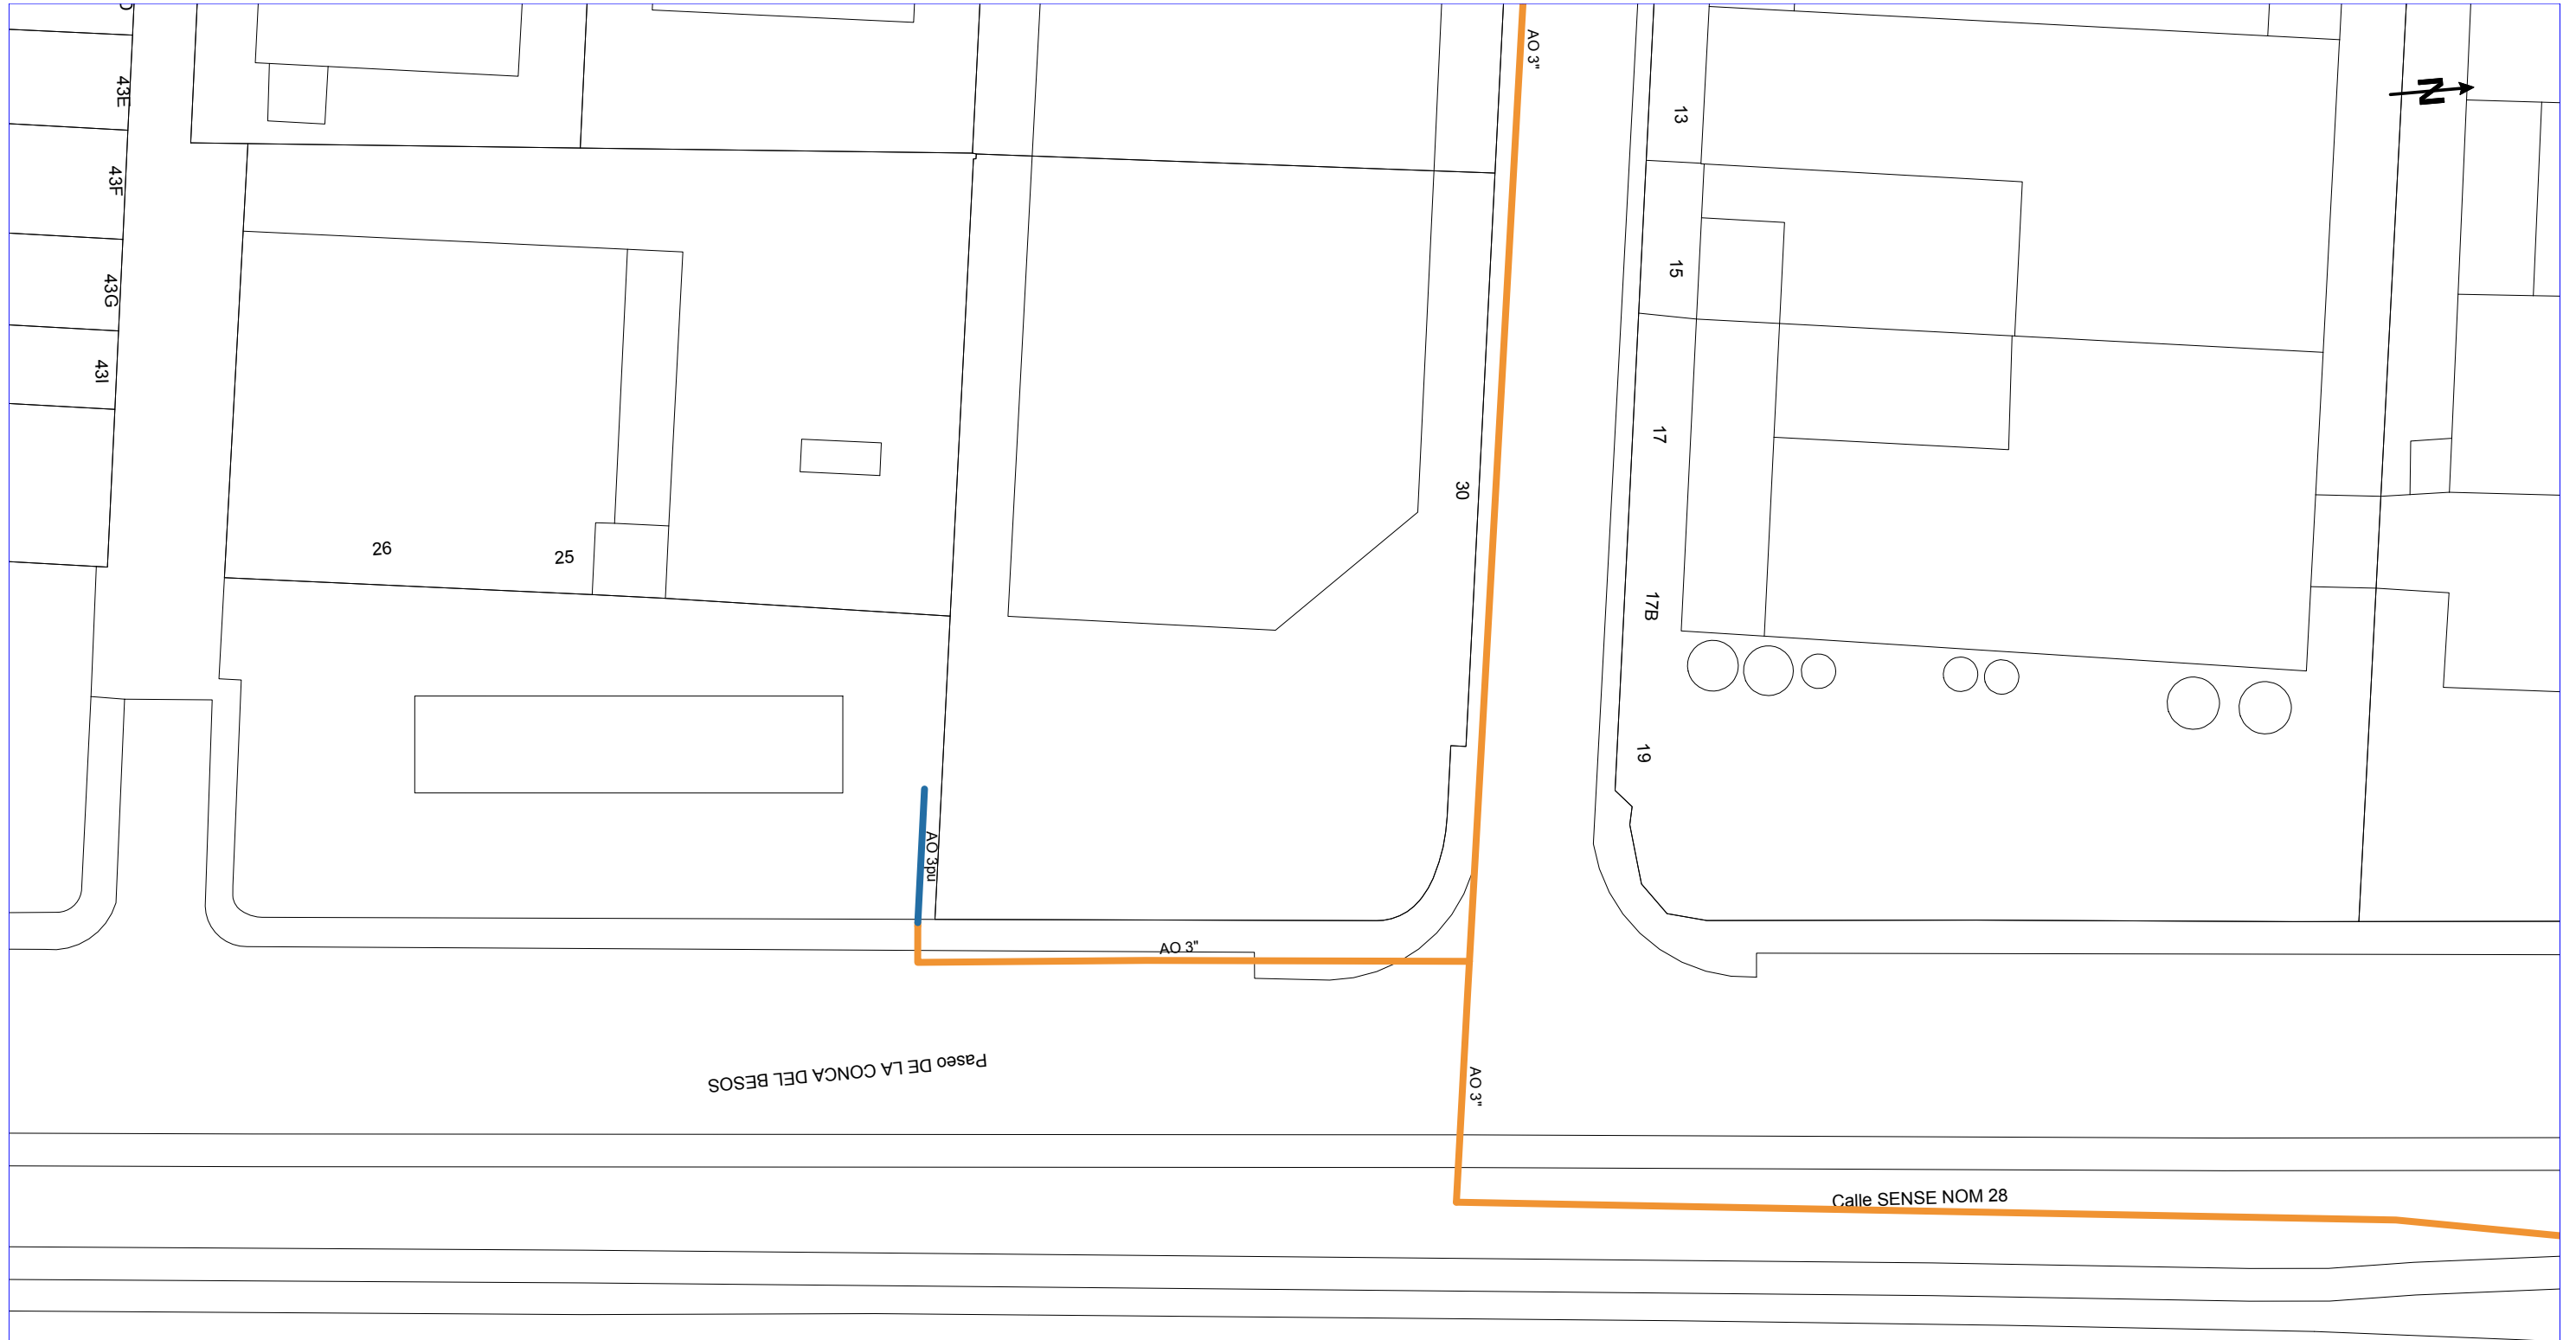 AO 3"
N
43E
13
43F
15
43G
43I
17
30
26
25
17B
19
AO 3pu
AO 3"
Paseo DE LA CONCA DEL BESOS
AO 3"
Calle SENSE NOM 28